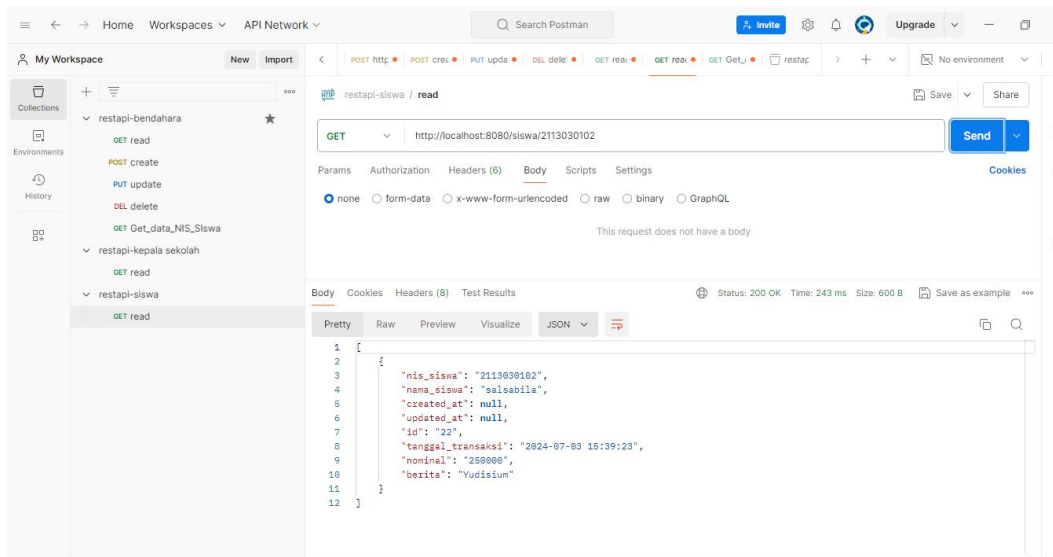 Home Workspaces API Network Search Postman Invite Upgrade
My Workspace New Import POST http POST cre PUT upda DEL dele GET rea GET rea GET Get_ restap No environment
Collections
Environments
History
restapi-bendahara
GET read
POST create
PUT update
DEL delete
GET Get_data_NIS_SIswa
restapi-kepala sekolah
GET read
restapi-siswa
GET read
HTTP restapi-siswa / read Save Share
GET http://localhost:8080/siswa/2113030102 Send
Params Authorization Headers (6) Body Scripts Settings Cookies
none form-data x-www-form-urlencoded raw binary GraphQL
This request does not have a body
Body Cookies Headers (8) Test Results Status: 200 OK Time: 243 ms Size: 600 B Save as example
Pretty Raw Preview Visualize JSON
1 [
2 {
3 "nis_siswa": "2113030102",
4 "nama_siswa": "salsabila",
5 "created_at": null,
6 "updated_at": null,
7 "id": "22",
8 "tanggal_transaksi": "2024-07-03 15:39:23",
9 "nominal": "250000",
10 "berita": "Yudisium"
11 }
12 ]